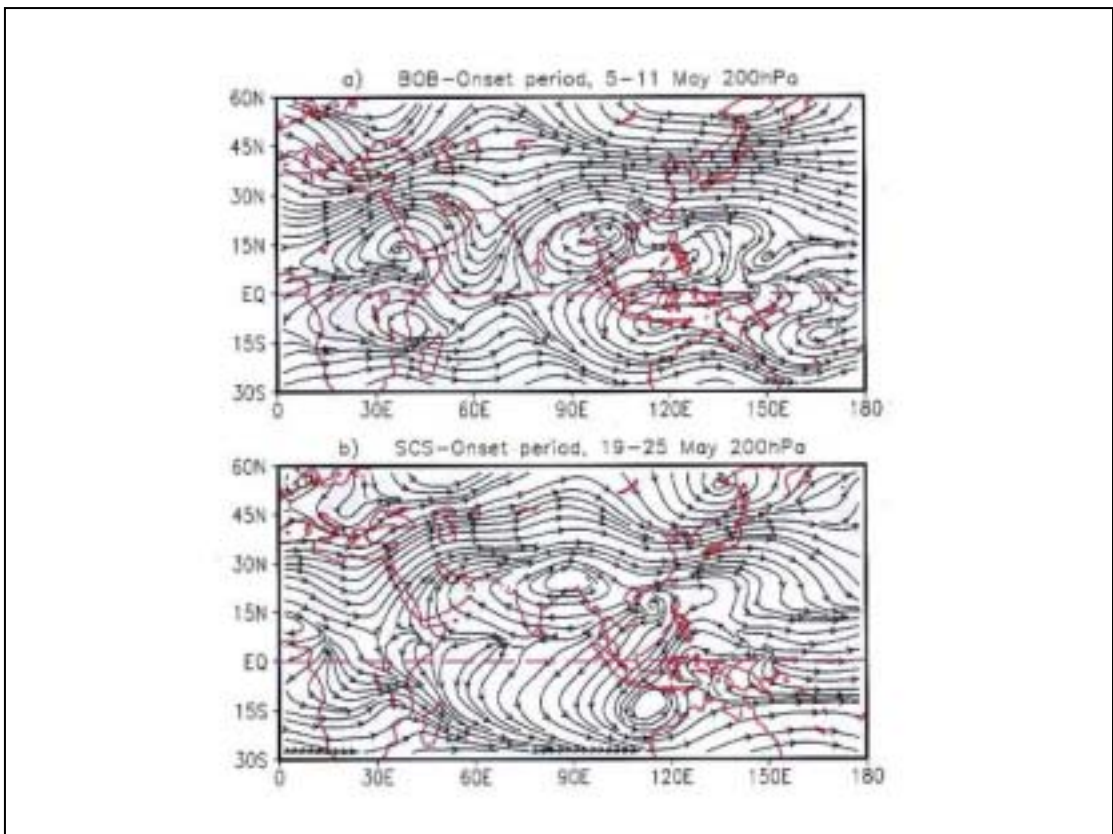 a) BOB-Onset period, 5-11 May 200hPa
60N
45N
30N
15N
EQ
15S
30S
0 30E 60E 90E 120E 150E 180
b) SCS-Onset period, 19-25 May 200hPa
60N
45N
30N
15N
EQ
15S
30S
0 30E 60E 90E 120E 150E 180